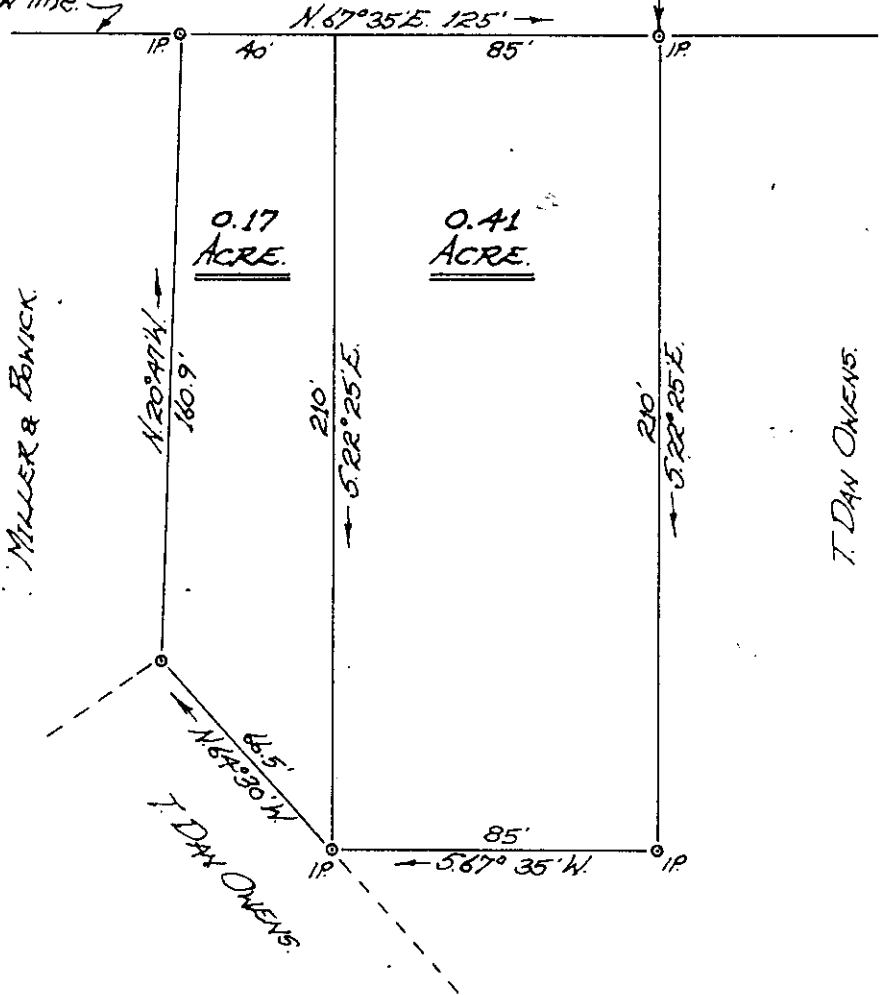 line.
N.67°35'E. 125'
IP.
40'
85'
IP.
0.17
ACRE.
0.41
ACRE.
MILLER & BOWICK.
N.20°47'W.
160.9'
210'
S.22°25'E.
210'
S.22°25'E.
T. DAN OWENS.
66.5'
N.64°30'W.
T. DAN OWENS.
85'
S.67°35'W.
IP.
IP.